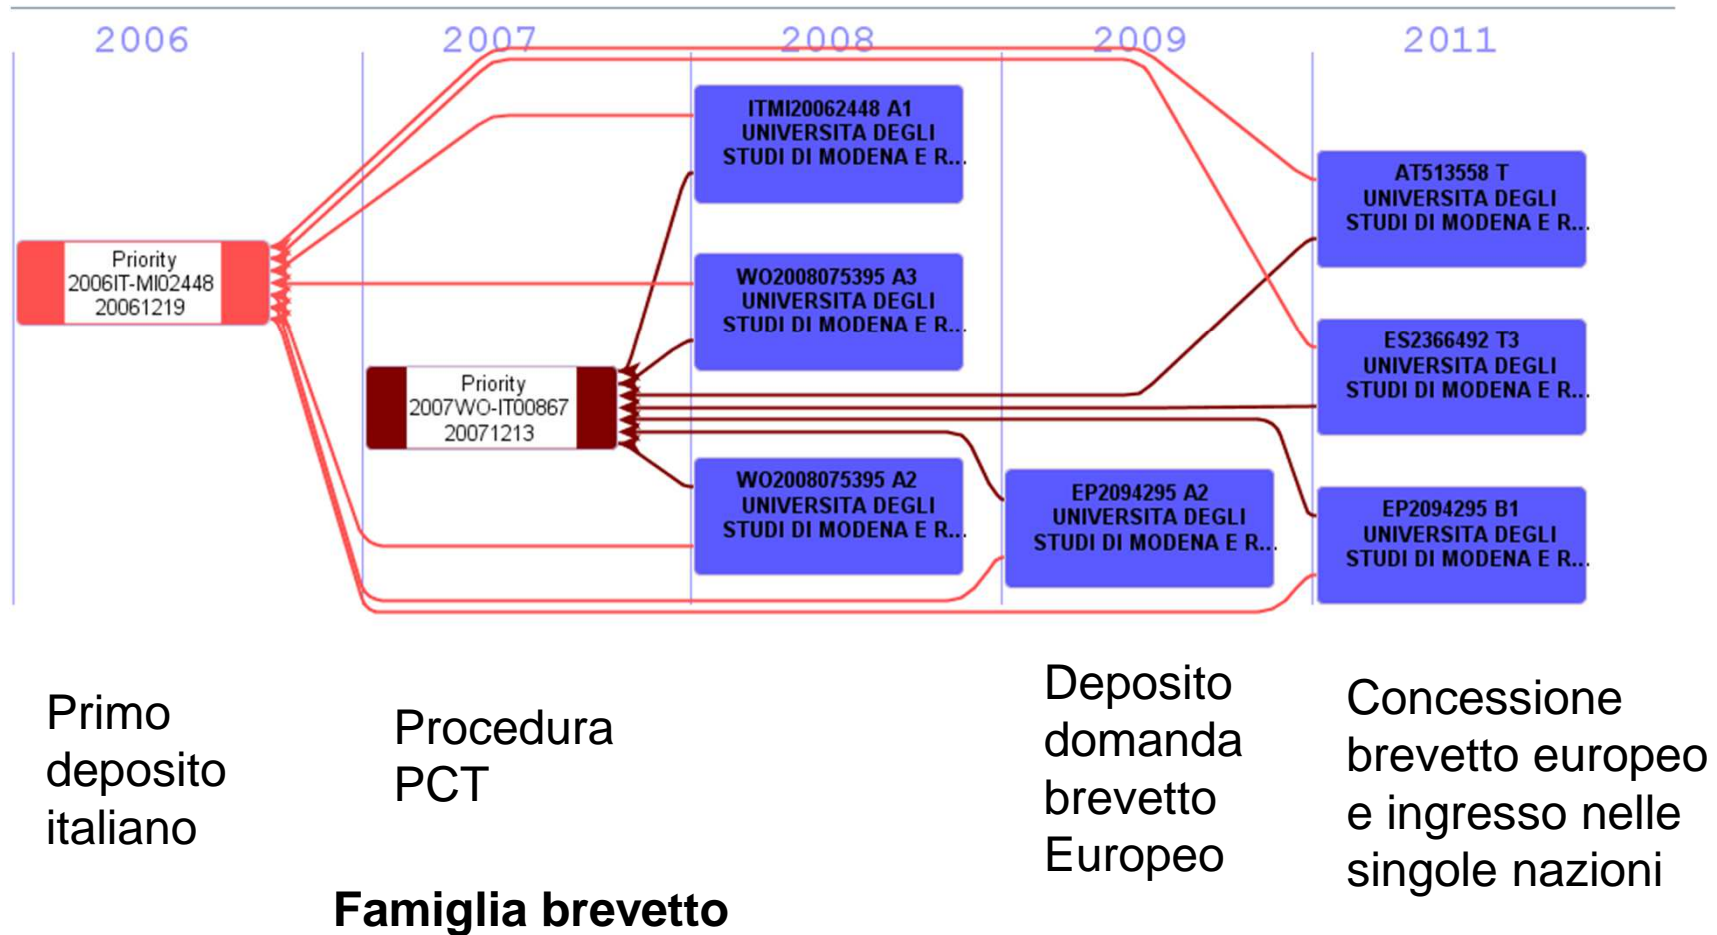 2006
2007
2008
2009
2011
Priority
2006IT-MI02448
20061219
Priority
2007WO-IT00867
20071213
ITMI20062448 A1
UNIVERSITA DEGLI
STUDI DI MODENA E R...
WO2008075395 A3
UNIVERSITA DEGLI
STUDI DI MODENA E R...
WO2008075395 A2
UNIVERSITA DEGLI
STUDI DI MODENA E R...
EP2094295 A2
UNIVERSITA DEGLI
STUDI DI MODENA E R...
AT513558 T
UNIVERSITA DEGLI
STUDI DI MODENA E R...
ES2366492 T3
UNIVERSITA DEGLI
STUDI DI MODENA E R...
EP2094295 B1
UNIVERSITA DEGLI
STUDI DI MODENA E R...
Primo
deposito
italiano
Procedura
PCT
Deposito
domanda
brevetto
Europeo
Concessione
brevetto europeo
e ingresso nelle
singole nazioni
Famiglia brevetto